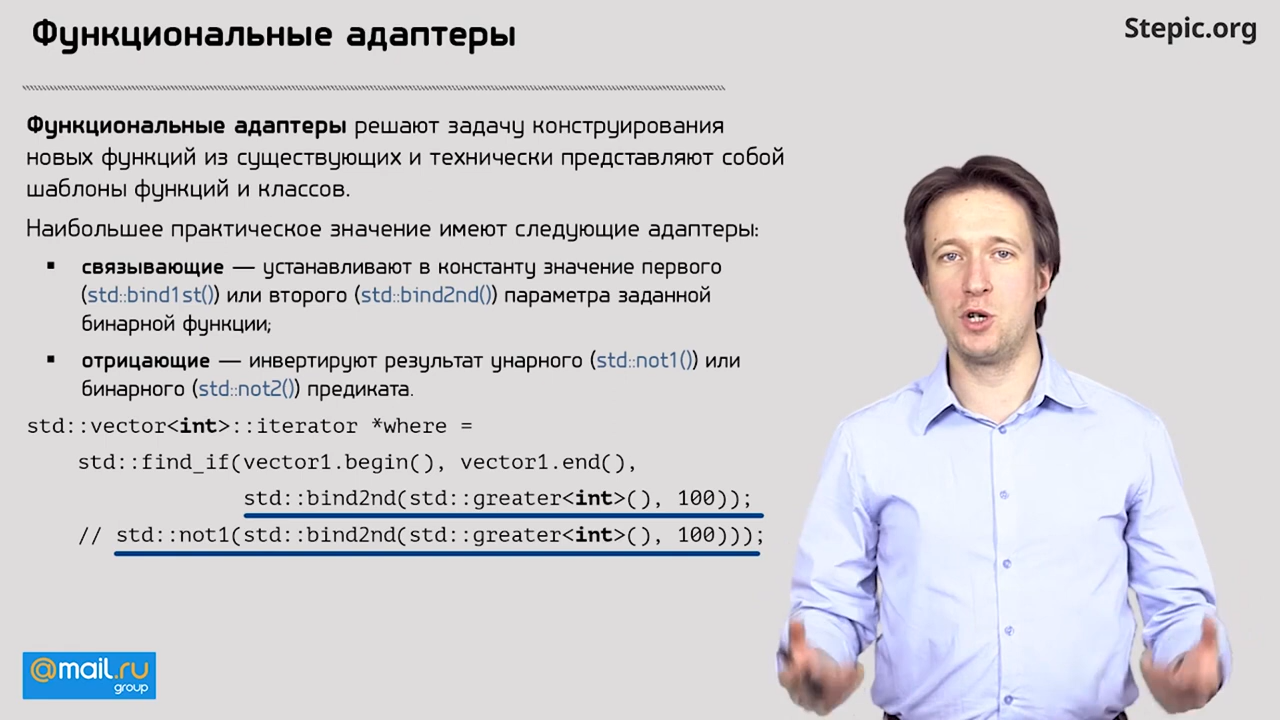 Функциональные адаптеры
Stepic.org
Функциональные адаптеры решают задачу конструирования
новых функций из существующих и технически представляют собой
шаблоны функций и классов.
Наибольшее практическое значение имеют следующие адаптеры:
▪ связывающие — устанавливают в константу значение первого
(std::bind1st()) или второго (std::bind2nd()) параметра заданной
бинарной функции;
▪ отрицающие — инвертируют результат унарного (std::not1()) или
бинарного (std::not2()) предиката.
std::vector<int>::iterator *where =
std::find_if(vector1.begin(), vector1.end(),
std::bind2nd(std::greater<int>(), 100));
// std::not1(std::bind2nd(std::greater<int>(), 100)));
@mail.ru
group